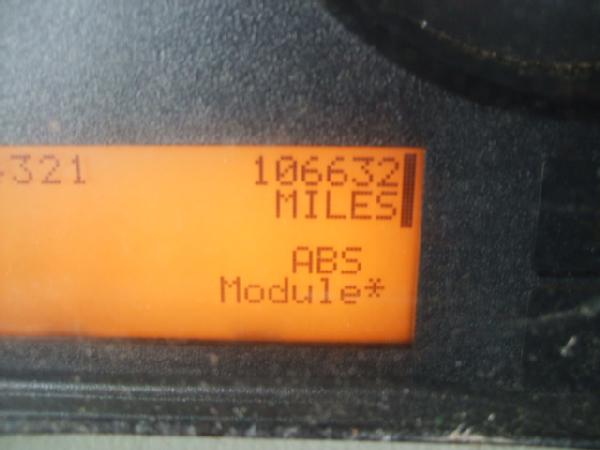 321 106632
MILES
ABS
Module*